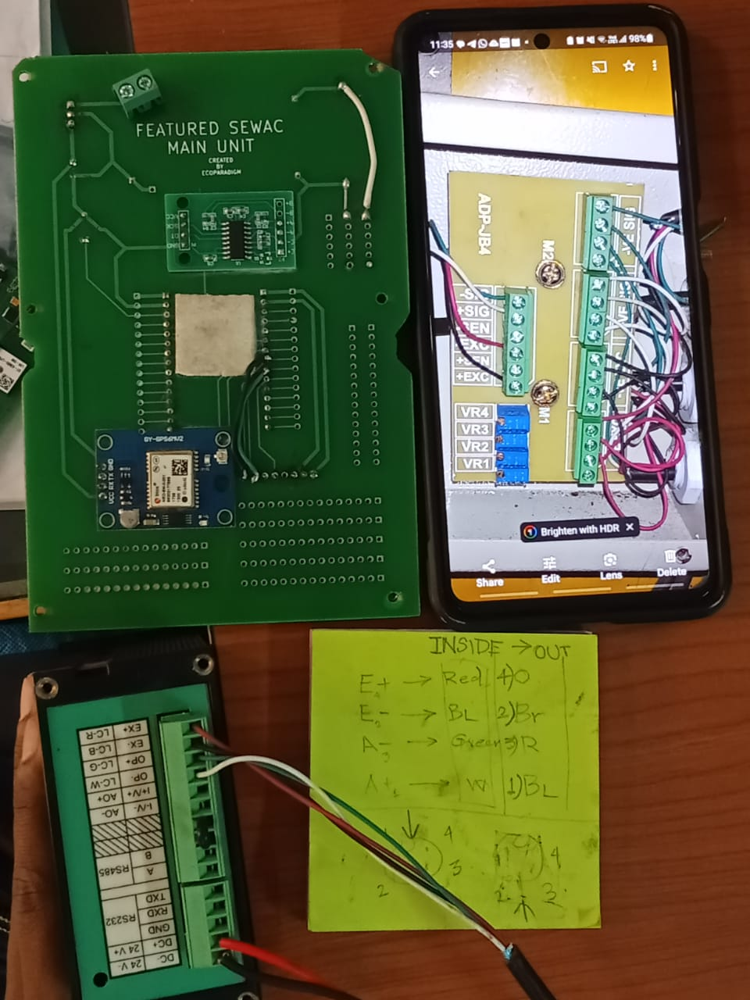 FEATURED SEWAC
MAIN UNIT
CREATED
BY
ECOPARADIGM
GY-GPS6MV2
VCC RX TX GND
11:35
98%
ADP-JB4
M2
M1
+SIG
EXC
+SEN
+EXC
VR4
VR3
VR2
VR1
Brighten with HDR ×
Share
Edit
Lens
Delete
INSIDE → OUT
E+ → Red 4)O
E- → BL 2)Br
A- → Green 3)R
A+ → W 1)BL
1 4
2 3
1 4
2 3
LC-R EX+
LC-B EX-
LC-G OP+
LC-W OP-
AO+ I+/V+
AO- I-/V-
RS485 B
A
RS232 TXD
RXD
GND
24 V+ DC+
24 V- DC-